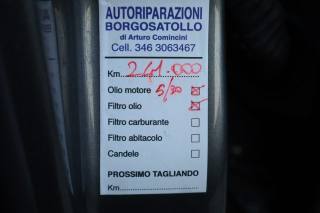 AUTORIPARAZIONI
BORGOSATOLLO
di Arturo Comincini
Cell. 346 3063467
Km. 241.000
Olio motore 5/30
Filtro olio
Filtro carburante
Filtro abitacolo
Candele
PROSSIMO TAGLIANDO
Km.